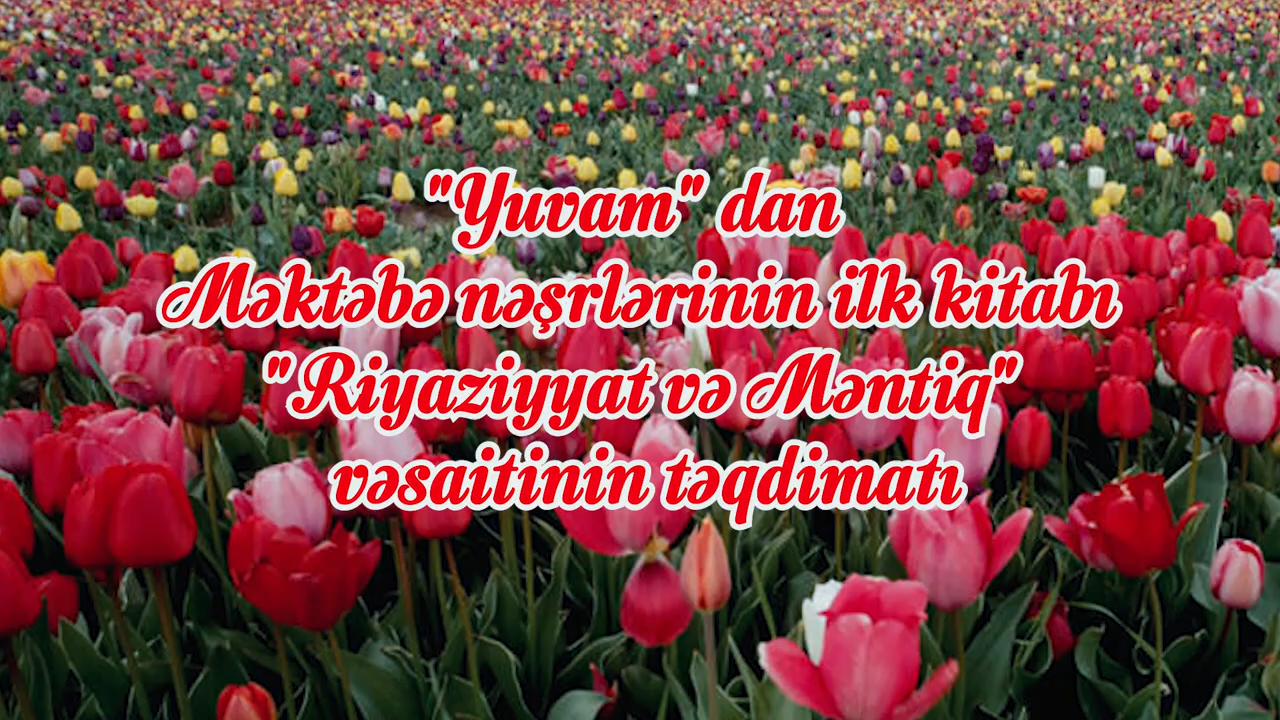 "Yuvam" dan
Məktəbə nəşrlərinin ilk kitabı
"Riyaziyyat və Məntiq"
vəsaitinin təqdimatı